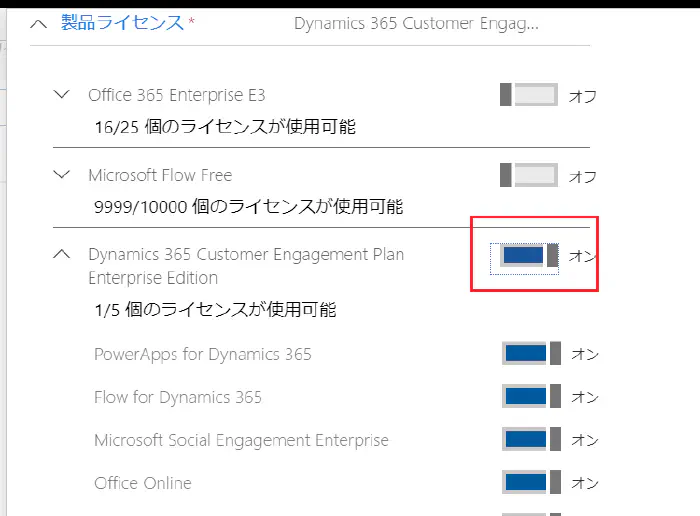 製品ライセンス * Dynamics 365 Customer Engag...
Office 365 Enterprise E3 オフ
16/25 個のライセンスが使用可能
Microsoft Flow Free オフ
9999/10000 個のライセンスが使用可能
Dynamics 365 Customer Engagement Plan オン
Enterprise Edition
1/5 個のライセンスが使用可能
PowerApps for Dynamics 365 オン
Flow for Dynamics 365 オン
Microsoft Social Engagement Enterprise オン
Office Online オン